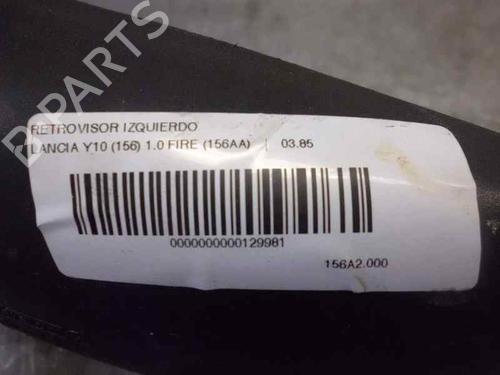 B-PARTS
RETROVISOR IZQUIERDO
LANCIA Y10 (156) 1.0 FIRE (156AA) | 03.85
0000000000129981
156A2.000